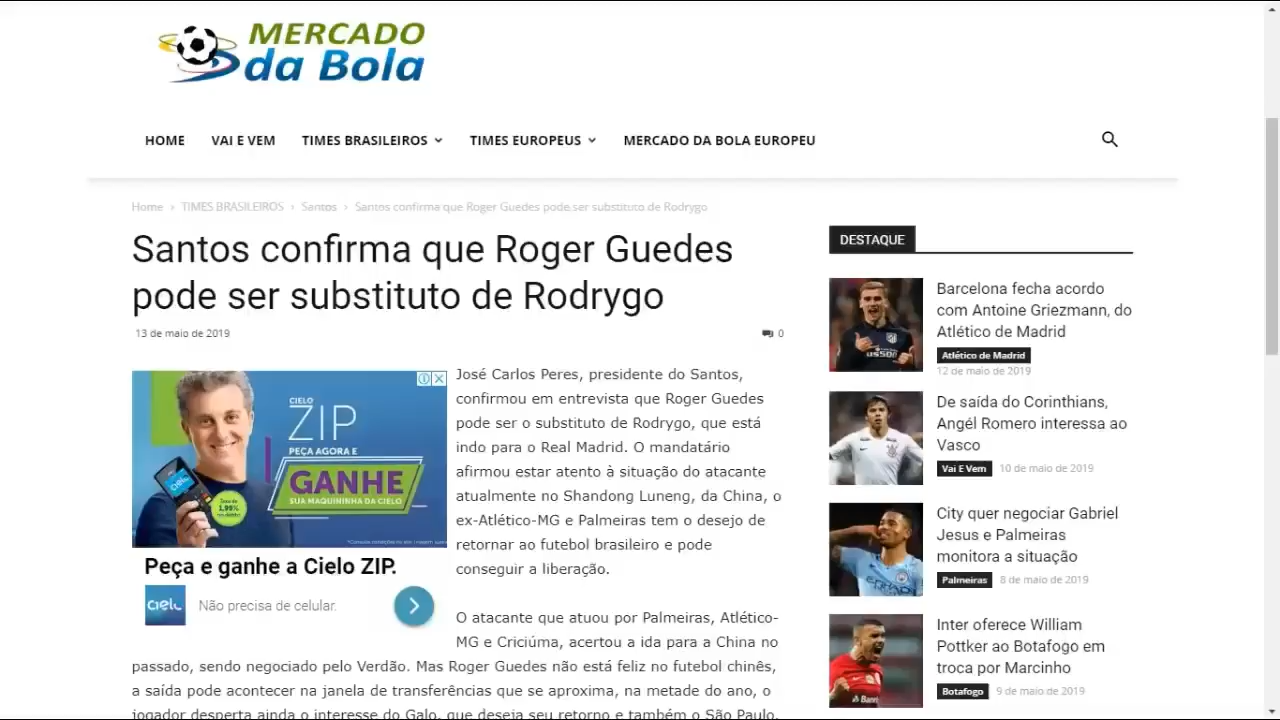 MERCADO
da Bola
HOME VAI E VEM TIMES BRASILEIROS TIMES EUROPEUS MERCADO DA BOLA EUROPEU
Home › TIMES BRASILEIROS › Santos › Santos confirma que Roger Guedes pode ser substituto de Rodrygo
Santos confirma que Roger Guedes
pode ser substituto de Rodrygo
13 de maio de 2019
0
CIELO
ZIP
PEÇA AGORA E
GANHE
SUA MAQUININHA DA CIELO
cielo
Peça e ganhe a Cielo ZIP.
Não precisa de celular.
José Carlos Peres, presidente do Santos,
confirmou em entrevista que Roger Guedes
pode ser o substituto de Rodrygo, que está
indo para o Real Madrid. O mandatário
afirmou estar atento à situação do atacante
atualmente no Shandong Luneng, da China, o
ex-Atlético-MG e Palmeiras tem o desejo de
retornar ao futebol brasileiro e pode
conseguir a liberação.
O atacante que atuou por Palmeiras, Atlético-
MG e Criciúma, acertou a ida para a China no
passado, sendo negociado pelo Verdão. Mas Roger Guedes não está feliz no futebol chinês,
a saída pode acontecer na janela de transferências que se aproxima, na metade do ano, o
jogador desperta ainda o interesse do Galo, que deseja seu retorno e também o São Paulo.
DESTAQUE
Barcelona fecha acordo
com Antoine Griezmann, do
Atlético de Madrid
Atlético de Madrid
12 de maio de 2019
De saída do Corinthians,
Angél Romero interessa ao
Vasco
Vai E Vem 10 de maio de 2019
City quer negociar Gabriel
Jesus e Palmeiras
monitora a situação
Palmeiras 8 de maio de 2019
Inter oferece William
Pottker ao Botafogo em
troca por Marcinho
Botafogo 9 de maio de 2019